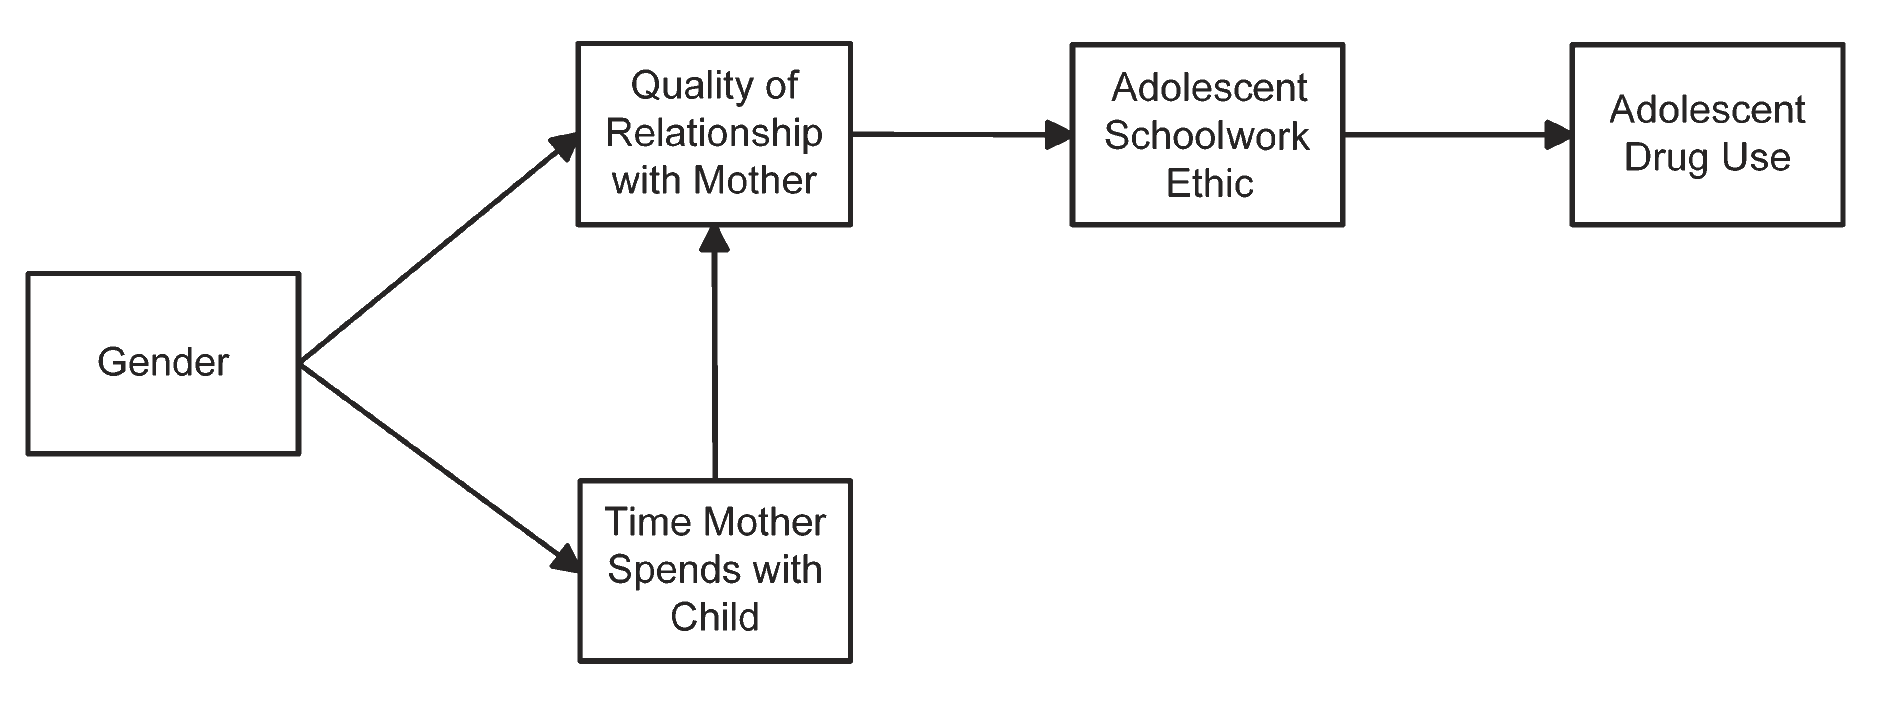 Quality of
Relationship
with Mother
Adolescent
Schoolwork
Ethic
Adolescent
Drug Use
Gender
Time Mother
Spends with
Child